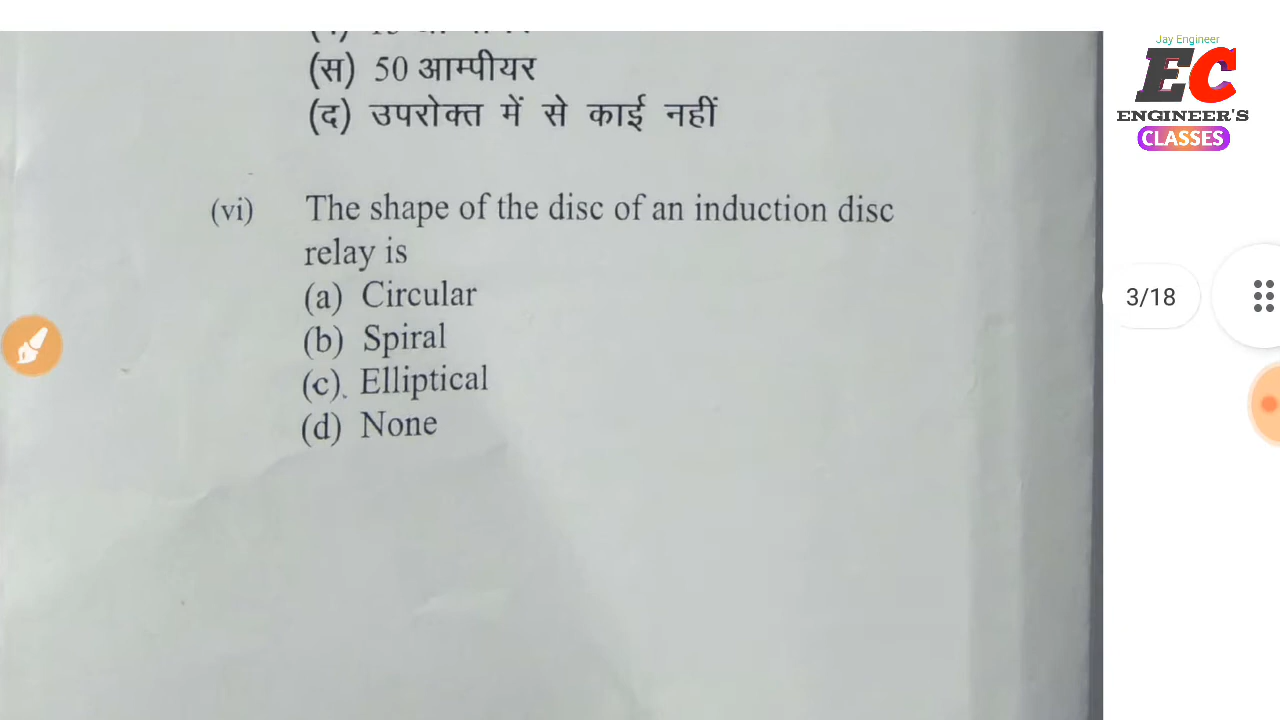 (स) 50 आम्पीयर
(द) उपरोक्त में से काई नहीं
(vi) The shape of the disc of an induction disc
relay is
(a) Circular
(b) Spiral
(c) Elliptical
(d) None
Jay Engineer
EC
ENGINEER'S
CLASSES
3/18